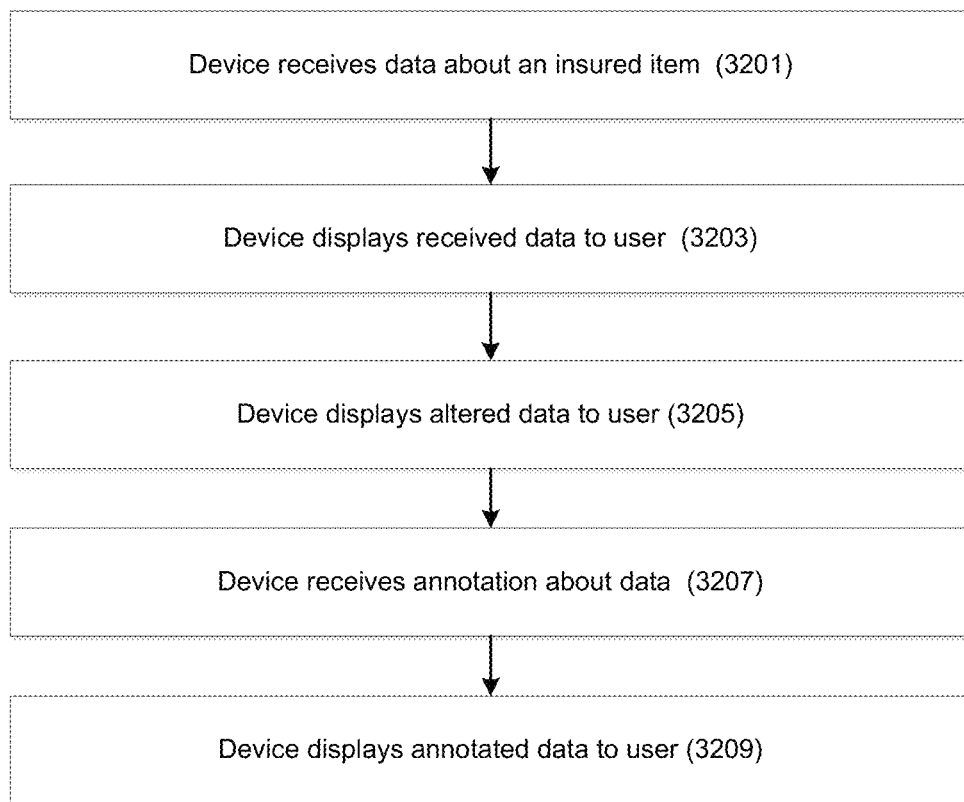 Device receives data about an insured item (3201)
Device displays received data to user (3203)
Device displays altered data to user (3205)
Device receives annotation about data (3207)
Device displays annotated data to user (3209)